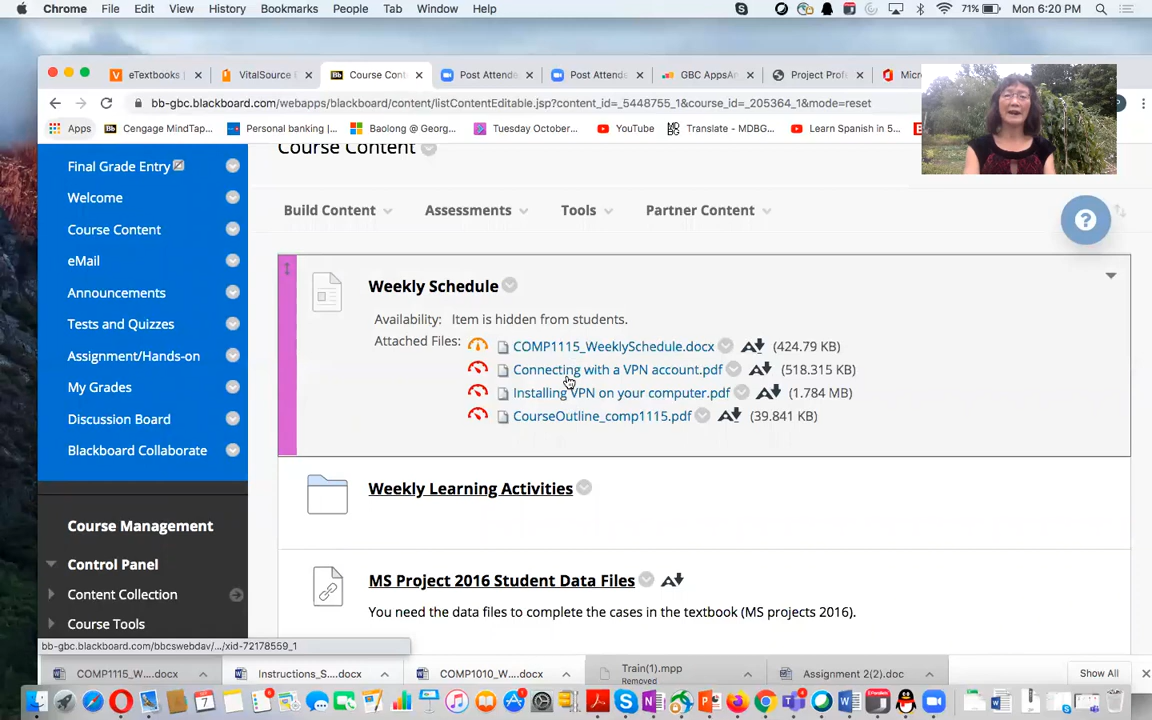 Chrome File Edit View History Bookmarks People Tab Window Help 71% Mon 6:20 PM
eTextbooks | VitalSource Course Cont Post Attende Post Attende GBC AppsAn Project Prof
bb-gbc.blackboard.com/webapps/blackboard/content/listContentEditable.jsp?content_id=_5448755_1&course_id=_205364_1&mode=reset
Apps Bb Cengage MindTap... Personal banking |... Baolong @ Georg... Tuesday October... YouTube Translate - MDBG... Learn Spanish in 5...
Course Content
Final Grade Entry
Welcome
Course Content
eMail
Announcements
Tests and Quizzes
Assignment/Hands-on
My Grades
Discussion Board
Blackboard Collaborate
Course Management
Control Panel
Content Collection
Course Tools
Build Content Assessments Tools Partner Content
?
Weekly Schedule
Availability: Item is hidden from students.
Attached Files: COMP1115_WeeklySchedule.docx (424.79 KB)
Connecting with a VPN account.pdf (518.315 KB)
Installing VPN on your computer.pdf (1.784 MB)
CourseOutline_comp1115.pdf (39.841 KB)
Weekly Learning Activities
MS Project 2016 Student Data Files
You need the data files to complete the cases in the textbook (MS projects 2016).
bb-gbc.blackboard.com/bbcswebdav/.../xid-72178559_1
COMP1115_W....docx Instructions_S....docx COMP1010_W....docx Train(1).mpp Assignment 2(2).doc Show All
Removed